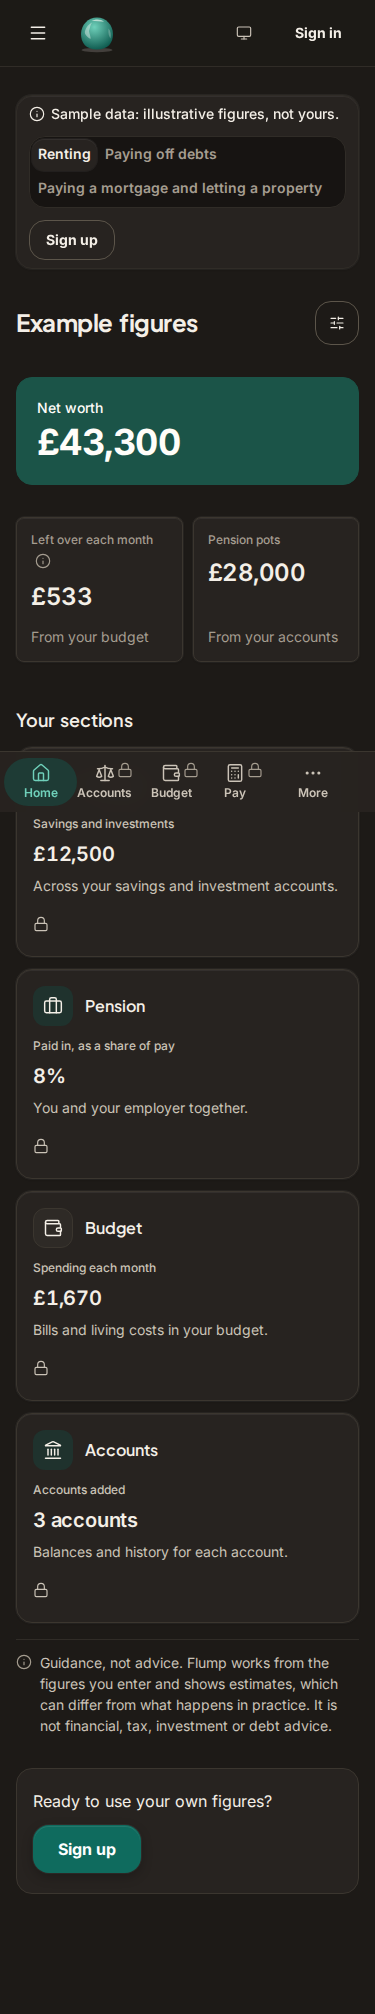 Sign in
Sample data: illustrative figures, not yours.
Renting Paying off debts
Paying a mortgage and letting a property
Sign up
Example figures
Net worth
£43,300
Left over each month
£533
From your budget
Pension pots
£28,000
From your accounts
Your sections
Home Accounts Budget Pay More
Savings and investments
£12,500
Across your savings and investment accounts.
Pension
Paid in, as a share of pay
8%
You and your employer together.
Budget
Spending each month
£1,670
Bills and living costs in your budget.
Accounts
Accounts added
3 accounts
Balances and history for each account.
Guidance, not advice. Flump works from the
figures you enter and shows estimates, which
can differ from what happens in practice. It is
not financial, tax, investment or debt advice.
Ready to use your own figures?
Sign up